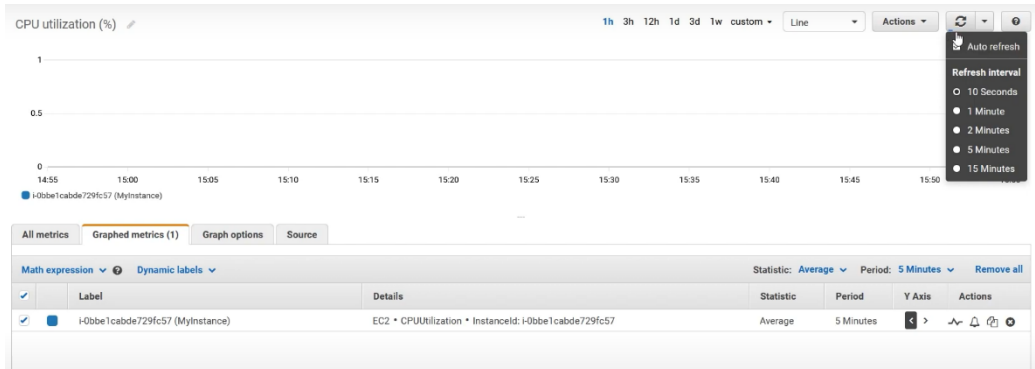 CPU utilization (%)
1h 3h 12h 1d 3d 1w custom Line Actions
Auto refresh
Refresh interval
10 Seconds
1 Minute
2 Minutes
5 Minutes
15 Minutes
1
0.5
0
14:55 15:00 15:05 15:10 15:15 15:20 15:25 15:30 15:35 15:40 15:45 15:50
i-0bbe1cabde729fc57 (MyInstance)
All metrics Graphed metrics (1) Graph options Source
Math expression Dynamic labels Statistic: Average Period: 5 Minutes Remove all
Label Details Statistic Period Y Axis Actions
i-0bbe1cabde729fc57 (MyInstance) EC2 • CPUUtilization • InstanceId: i-0bbe1cabde729fc57 Average 5 Minutes < >